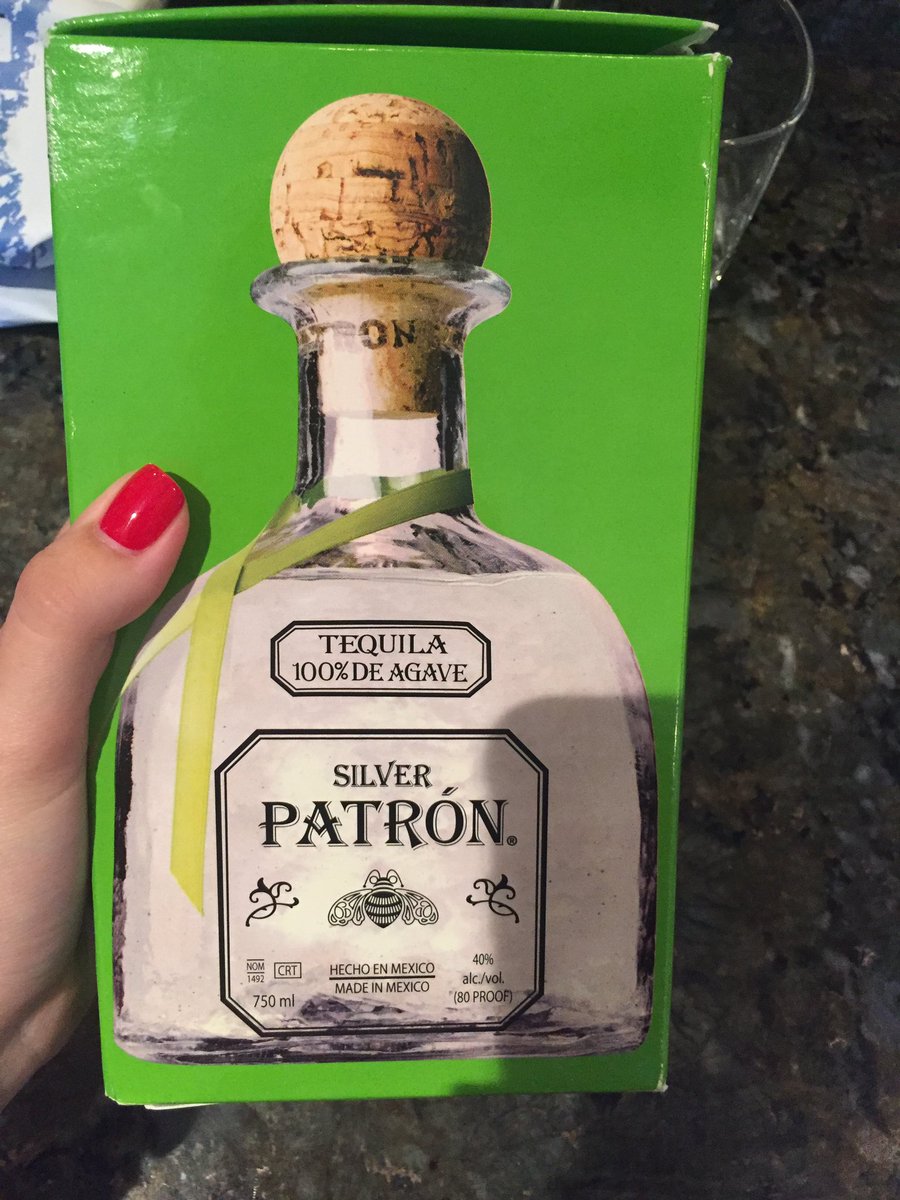 TRON
TEQUILA
100% DE AGAVE
SILVER
PATRÓN®
NOM
1492
CRT
750 ml
HECHO EN MEXICO
MADE IN MEXICO
40%
alc./vol.
(80 PROOF)